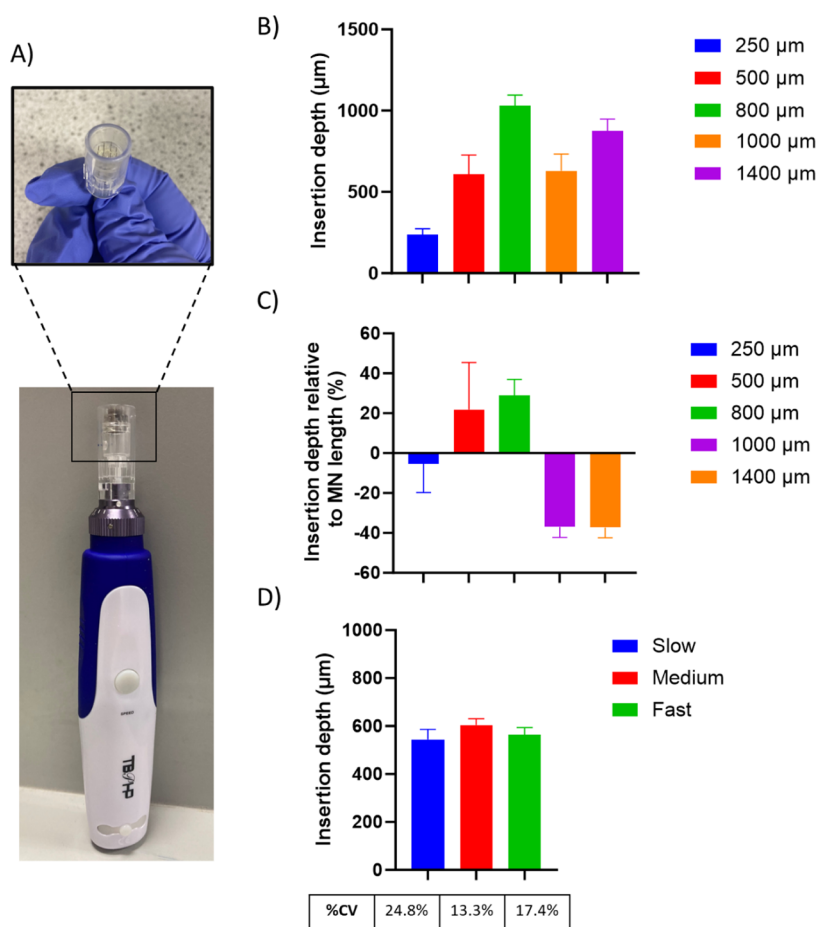 A)
SPEED
B)
Insertion depth (µm)
1500
1000
500
0
250 µm
500 µm
800 µm
1000 µm
1400 µm
C)
Insertion depth relative
to MN length (%)
60
40
20
0
-20
-40
-60
250 µm
500 µm
800 µm
1000 µm
1400 µm
D)
Insertion depth (µm)
1000
800
600
400
200
0
Slow
Medium
Fast
%CV 24.8% 13.3% 17.4%